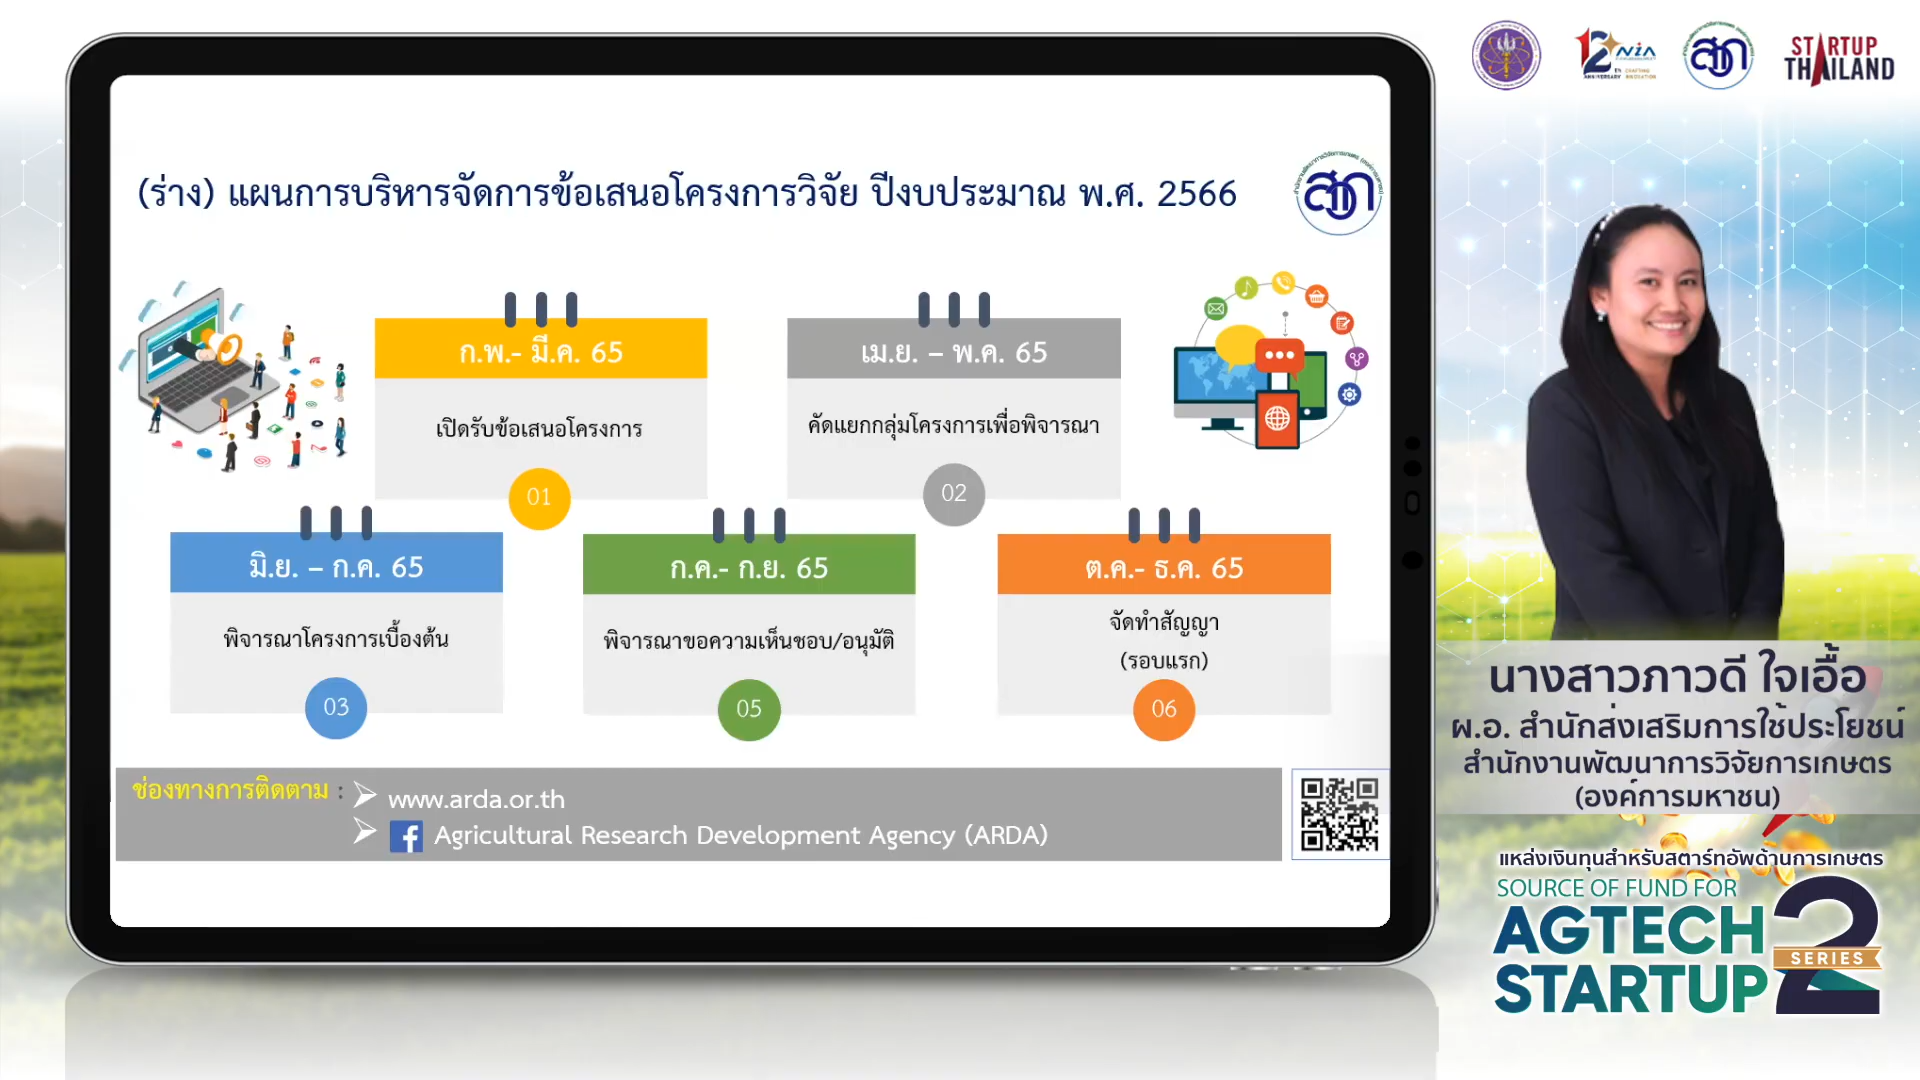 (ร่าง) แผนการบริหารจัดการข้อเสนอโครงการวิจัย ปีงบประมาณ พ.ศ. 2566
สวก
ก.พ.- มี.ค. 65
เปิดรับข้อเสนอโครงการ
01
เม.ย. – พ.ค. 65
คัดแยกกลุ่มโครงการเพื่อพิจารณา
02
มิ.ย. – ก.ค. 65
พิจารณาโครงการเบื้องต้น
03
ก.ค.- ก.ย. 65
พิจารณาขอความเห็นชอบ/อนุมัติ
05
ต.ค.- ธ.ค. 65
จัดทำสัญญา
(รอบแรก)
06
ช่องทางการติดตาม :
www.arda.or.th
Agricultural Research Development Agency (ARDA)
12 NIA
ANNIVERSARY
สวก
STARTUP
THAILAND
นางสาวภาวดี ใจเอื้อ
ผ.อ. สำนักส่งเสริมการใช้ประโยชน์
สำนักงานพัฒนาการวิจัยการเกษตร
(องค์การมหาชน)
แหล่งเงินทุนสำหรับสตาร์ทอัพด้านการเกษตร
SOURCE OF FUND FOR
AGTECH
STARTUP
2
SERIES